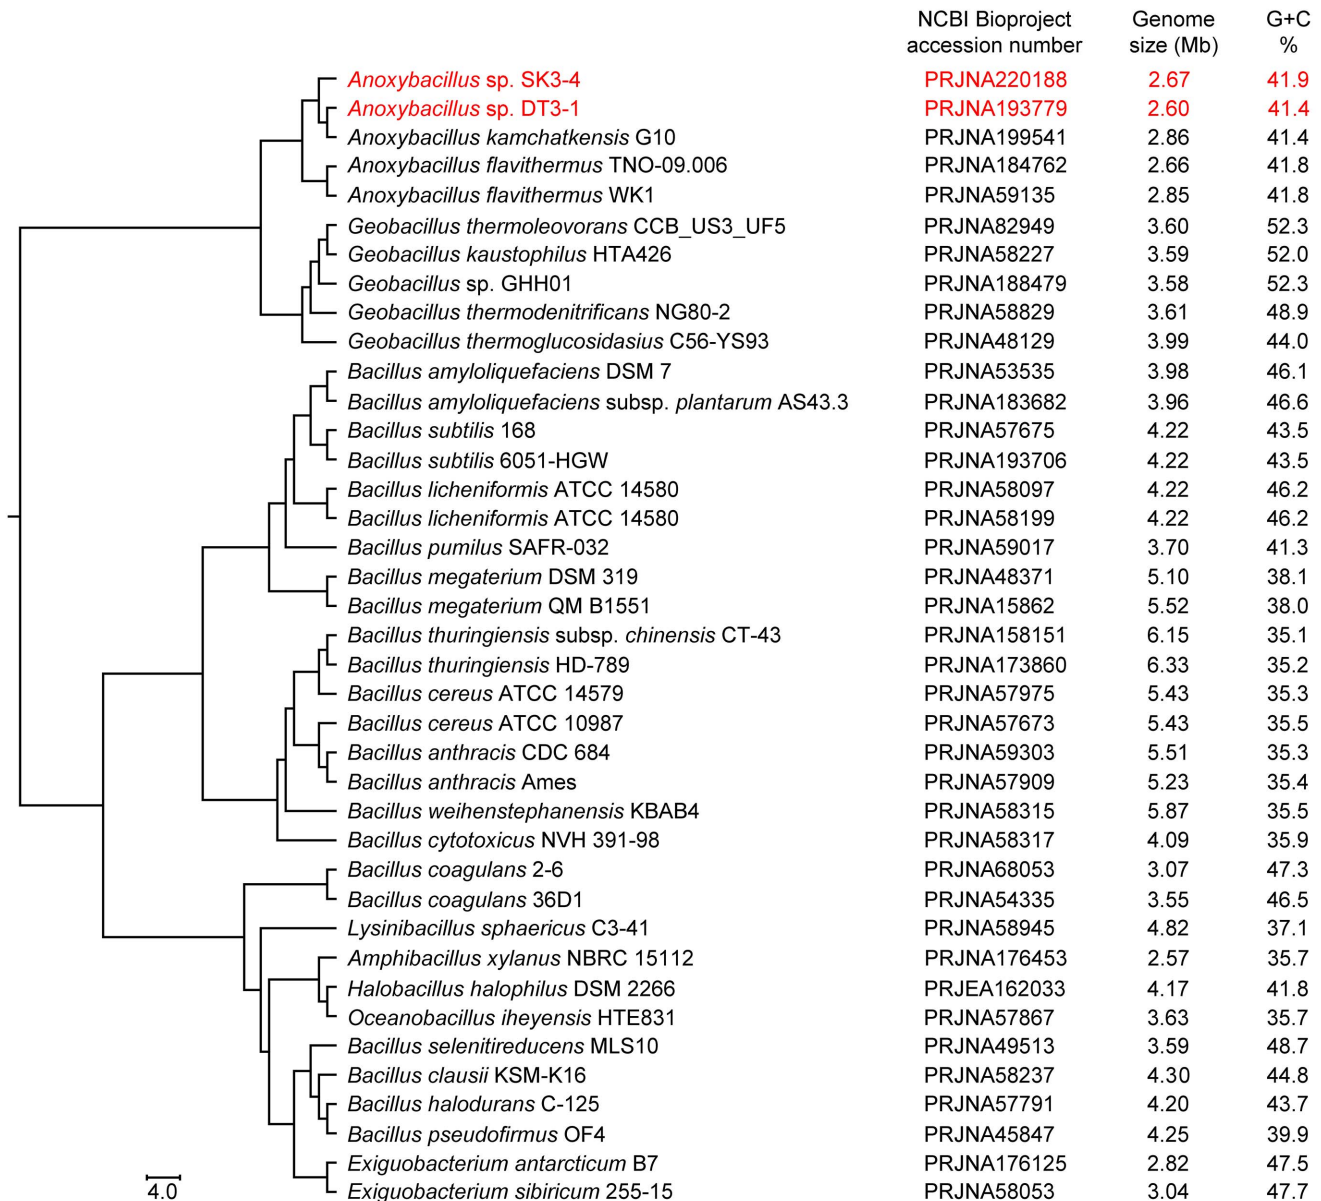 NCBI Bioproject Genome G+C
accession number size (Mb) %
Anoxybacillus sp. SK3-4 PRJNA220188 2.67 41.9
Anoxybacillus sp. DT3-1 PRJNA193779 2.60 41.4
Anoxybacillus kamchatkensis G10 PRJNA199541 2.86 41.4
Anoxybacillus flavithermus TNO-09.006 PRJNA184762 2.66 41.8
Anoxybacillus flavithermus WK1 PRJNA59135 2.85 41.8
Geobacillus thermoleovorans CCB_US3_UF5 PRJNA82949 3.60 52.3
Geobacillus kaustophilus HTA426 PRJNA58227 3.59 52.0
Geobacillus sp. GHH01 PRJNA188479 3.58 52.3
Geobacillus thermodenitrificans NG80-2 PRJNA58829 3.61 48.9
Geobacillus thermoglucosidasius C56-YS93 PRJNA48129 3.99 44.0
Bacillus amyloliquefaciens DSM 7 PRJNA53535 3.98 46.1
Bacillus amyloliquefaciens subsp. plantarum AS43.3 PRJNA183682 3.96 46.6
Bacillus subtilis 168 PRJNA57675 4.22 43.5
Bacillus subtilis 6051-HGW PRJNA193706 4.22 43.5
Bacillus licheniformis ATCC 14580 PRJNA58097 4.22 46.2
Bacillus licheniformis ATCC 14580 PRJNA58199 4.22 46.2
Bacillus pumilus SAFR-032 PRJNA59017 3.70 41.3
Bacillus megaterium DSM 319 PRJNA48371 5.10 38.1
Bacillus megaterium QM B1551 PRJNA15862 5.52 38.0
Bacillus thuringiensis subsp. chinensis CT-43 PRJNA158151 6.15 35.1
Bacillus thuringiensis HD-789 PRJNA173860 6.33 35.2
Bacillus cereus ATCC 14579 PRJNA57975 5.43 35.3
Bacillus cereus ATCC 10987 PRJNA57673 5.43 35.5
Bacillus anthracis CDC 684 PRJNA59303 5.51 35.3
Bacillus anthracis Ames PRJNA57909 5.23 35.4
Bacillus weihenstephanensis KBAB4 PRJNA58315 5.87 35.5
Bacillus cytotoxicus NVH 391-98 PRJNA58317 4.09 35.9
Bacillus coagulans 2-6 PRJNA68053 3.07 47.3
Bacillus coagulans 36D1 PRJNA54335 3.55 46.5
Lysinibacillus sphaericus C3-41 PRJNA58945 4.82 37.1
Amphibacillus xylanus NBRC 15112 PRJNA176453 2.57 35.7
Halobacillus halophilus DSM 2266 PRJEA162033 4.17 41.8
Oceanobacillus iheyensis HTE831 PRJNA57867 3.63 35.7
Bacillus selenitireducens MLS10 PRJNA49513 3.59 48.7
Bacillus clausii KSM-K16 PRJNA58237 4.30 44.8
Bacillus halodurans C-125 PRJNA57791 4.20 43.7
Bacillus pseudofirmus OF4 PRJNA45847 4.25 39.9
Exiguobacterium antarcticum B7 PRJNA176125 2.82 47.5
Exiguobacterium sibiricum 255-15 PRJNA58053 3.04 47.7
4.0